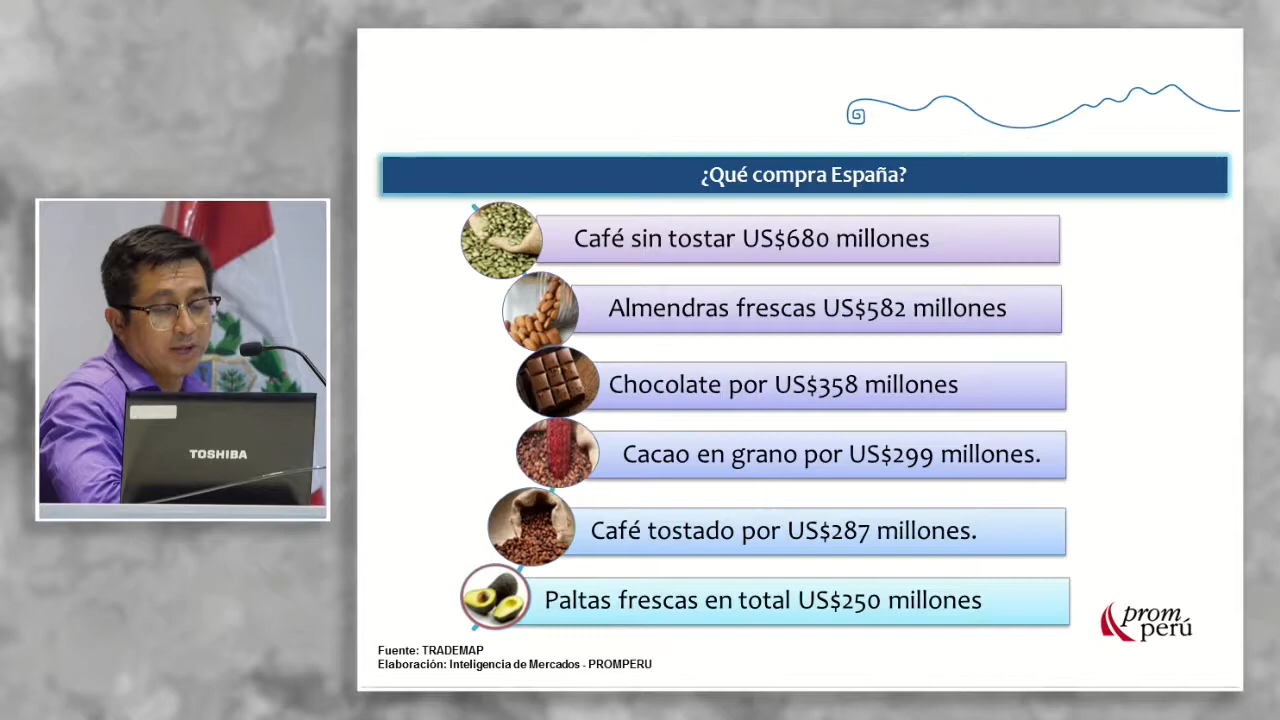 ¿Qué compra España?
Café sin tostar US$680 millones
Almendras frescas US$582 millones
Chocolate por US$358 millones
Cacao en grano por US$299 millones.
Café tostado por US$287 millones.
Paltas frescas en total US$250 millones
TOSHIBA
prom
perú
Fuente: TRADEMAP
Elaboración: Inteligencia de Mercados - PROMPERU